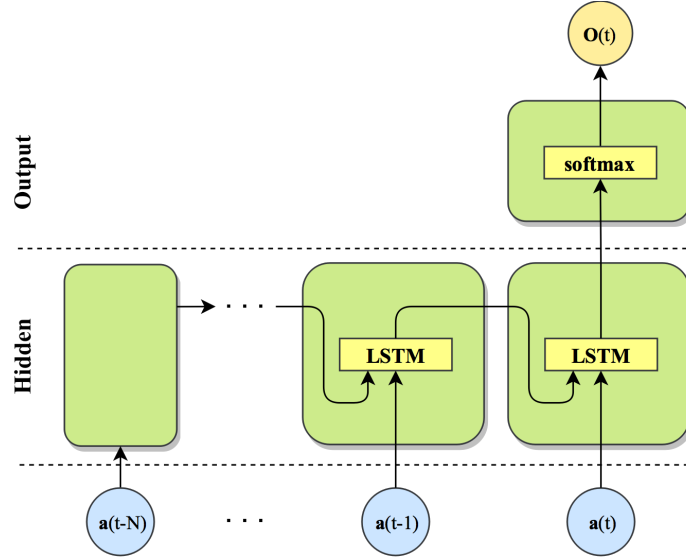 O(t)
Output
softmax
Hidden
. . .
LSTM
LSTM
a(t-N)
. . .
a(t-1)
a(t)